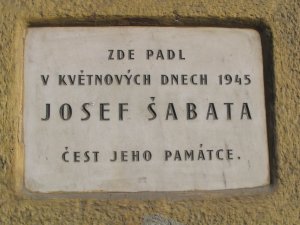 ZDE PADL
V KVĚTNOVÝCH DNECH 1945
JOSEF ŠABATA
ČEST JEHO PAMÁTCE.